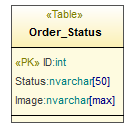 «Table»
Order_Status
«PK» ID:int
Status:nvarchar[50]
Image:nvarchar[max]